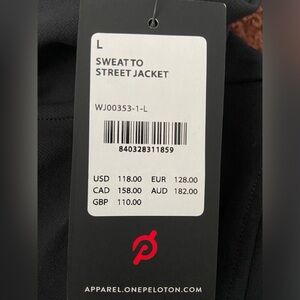 L
SWEAT TO
STREET JACKET
WJ00353-1-L
840328311859
USD 118.00 EUR 128.00
CAD 158.00 AUD 182.00
GBP 110.00
APPAREL.ONEPELOTON.COM